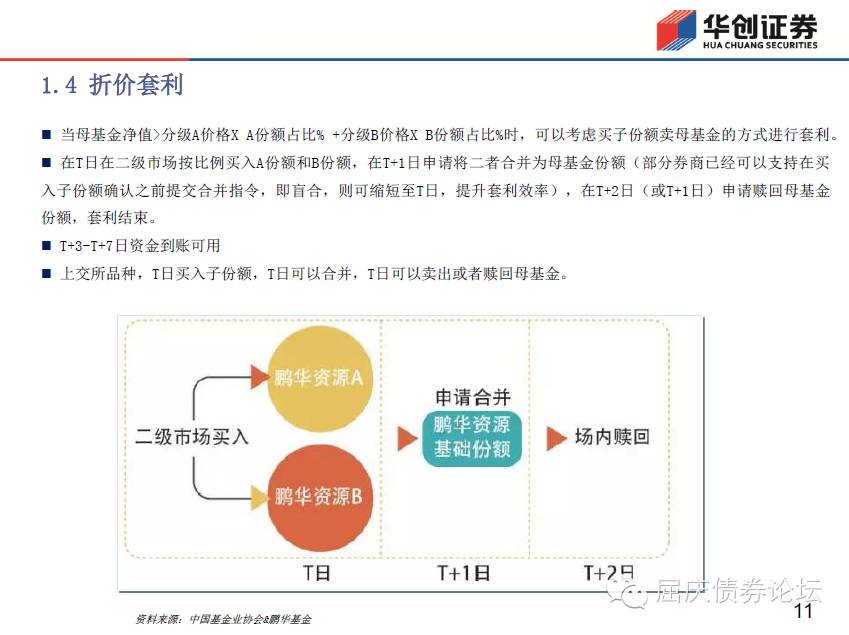 华创证券
HUA CHUANG SECURITIES
1.4 折价套利
■ 当母基金净值>分级A价格X A份额占比% +分级B价格X B份额占比%时，可以考虑买子份额卖母基金的方式进行套利。
■ 在T日在二级市场按比例买入A份额和B份额，在T+1日申请将二者合并为母基金份额（部分券商已经可以支持在买
入子份额确认之前提交合并指令，即盲合，则可缩短至T日，提升套利效率），在T+2日（或T+1日）申请赎回母基金
份额，套利结束。
■ T+3-T+7日资金到账可用
■ 上交所品种，T日买入子份额，T日可以合并，T日可以卖出或者赎回母基金。
鹏华资源A
二级市场买入
鹏华资源B
申请合并
鹏华资源
基础份额
场内赎回
T日
T+1日
T+2日
屈庆债券论坛
资料来源：中国基金业协会&鹏华基金
11